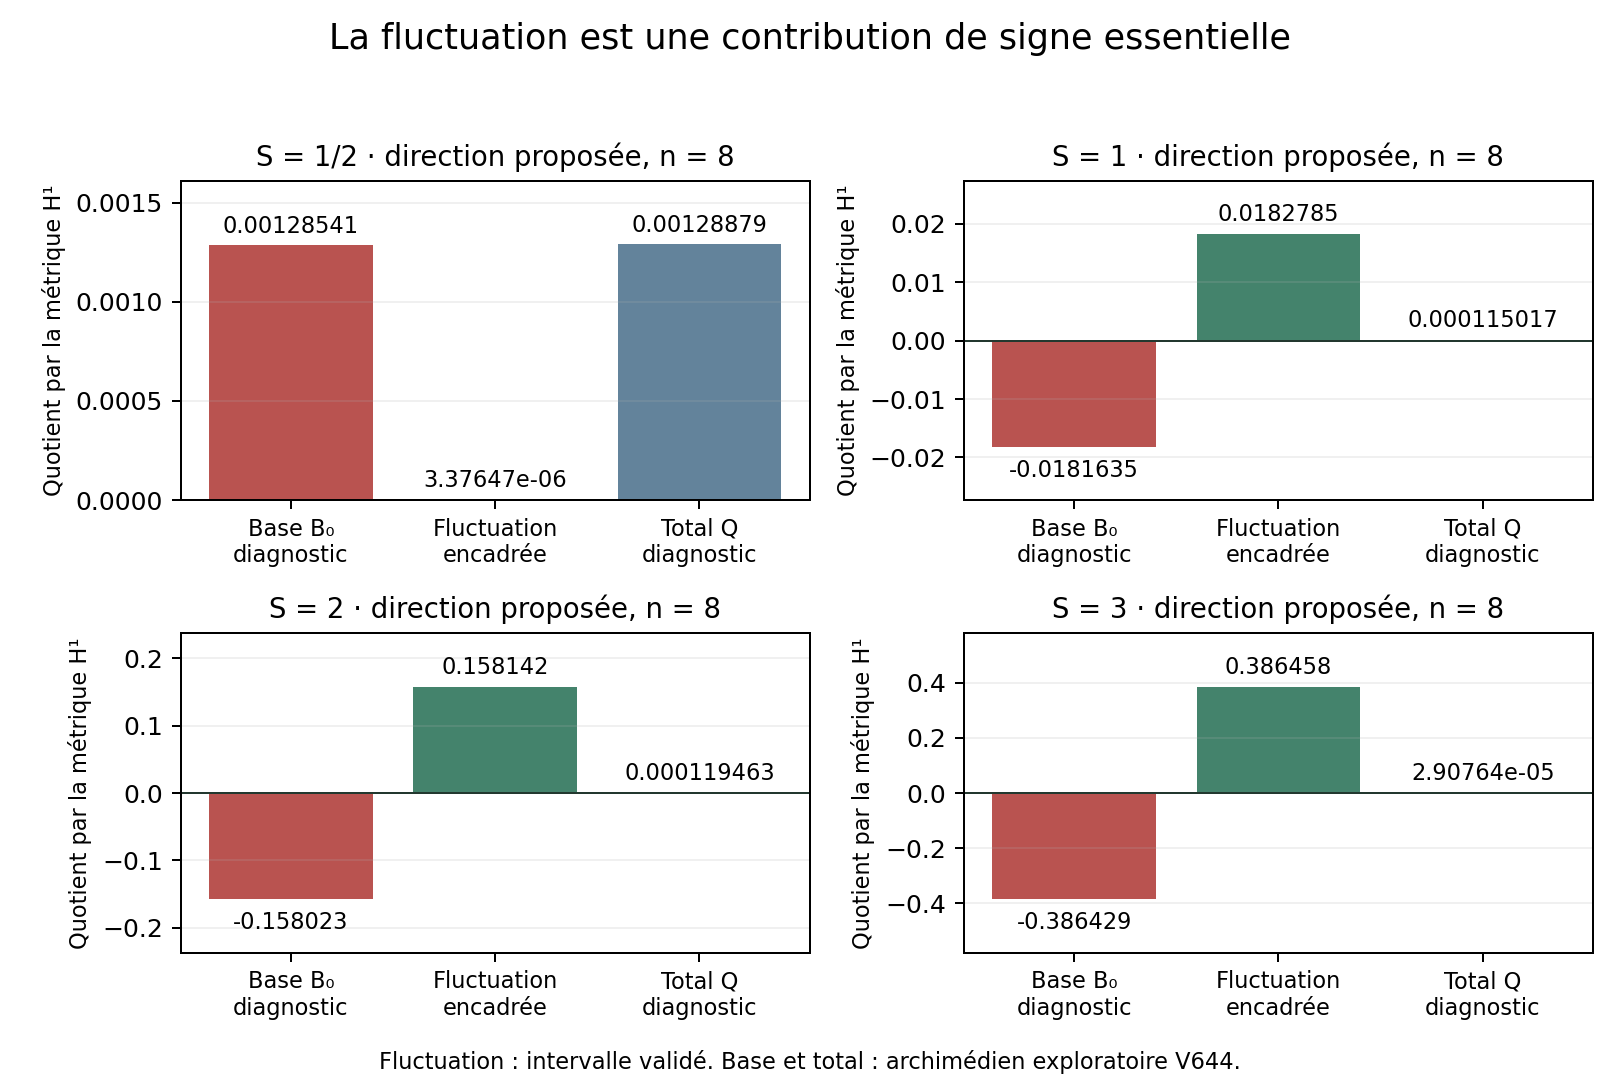 La fluctuation est une contribution de signe essentielle
S = 1/2 · direction proposée, n = 8
Quotient par la métrique H¹
0.0015
0.0010
0.0005
0.0000
0.00128541
3.37647e-06
0.00128879
Base B₀
diagnostic
Fluctuation
encadrée
Total Q
diagnostic
S = 1 · direction proposée, n = 8
Quotient par la métrique H¹
0.02
0.01
0.00
−0.01
−0.02
-0.0181635
0.0182785
0.000115017
Base B₀
diagnostic
Fluctuation
encadrée
Total Q
diagnostic
S = 2 · direction proposée, n = 8
Quotient par la métrique H¹
0.2
0.1
0.0
−0.1
−0.2
-0.158023
0.158142
0.000119463
Base B₀
diagnostic
Fluctuation
encadrée
Total Q
diagnostic
S = 3 · direction proposée, n = 8
Quotient par la métrique H¹
0.4
0.2
0.0
−0.2
−0.4
-0.386429
0.386458
2.90764e-05
Base B₀
diagnostic
Fluctuation
encadrée
Total Q
diagnostic
Fluctuation : intervalle validé. Base et total : archimédien exploratoire V644.